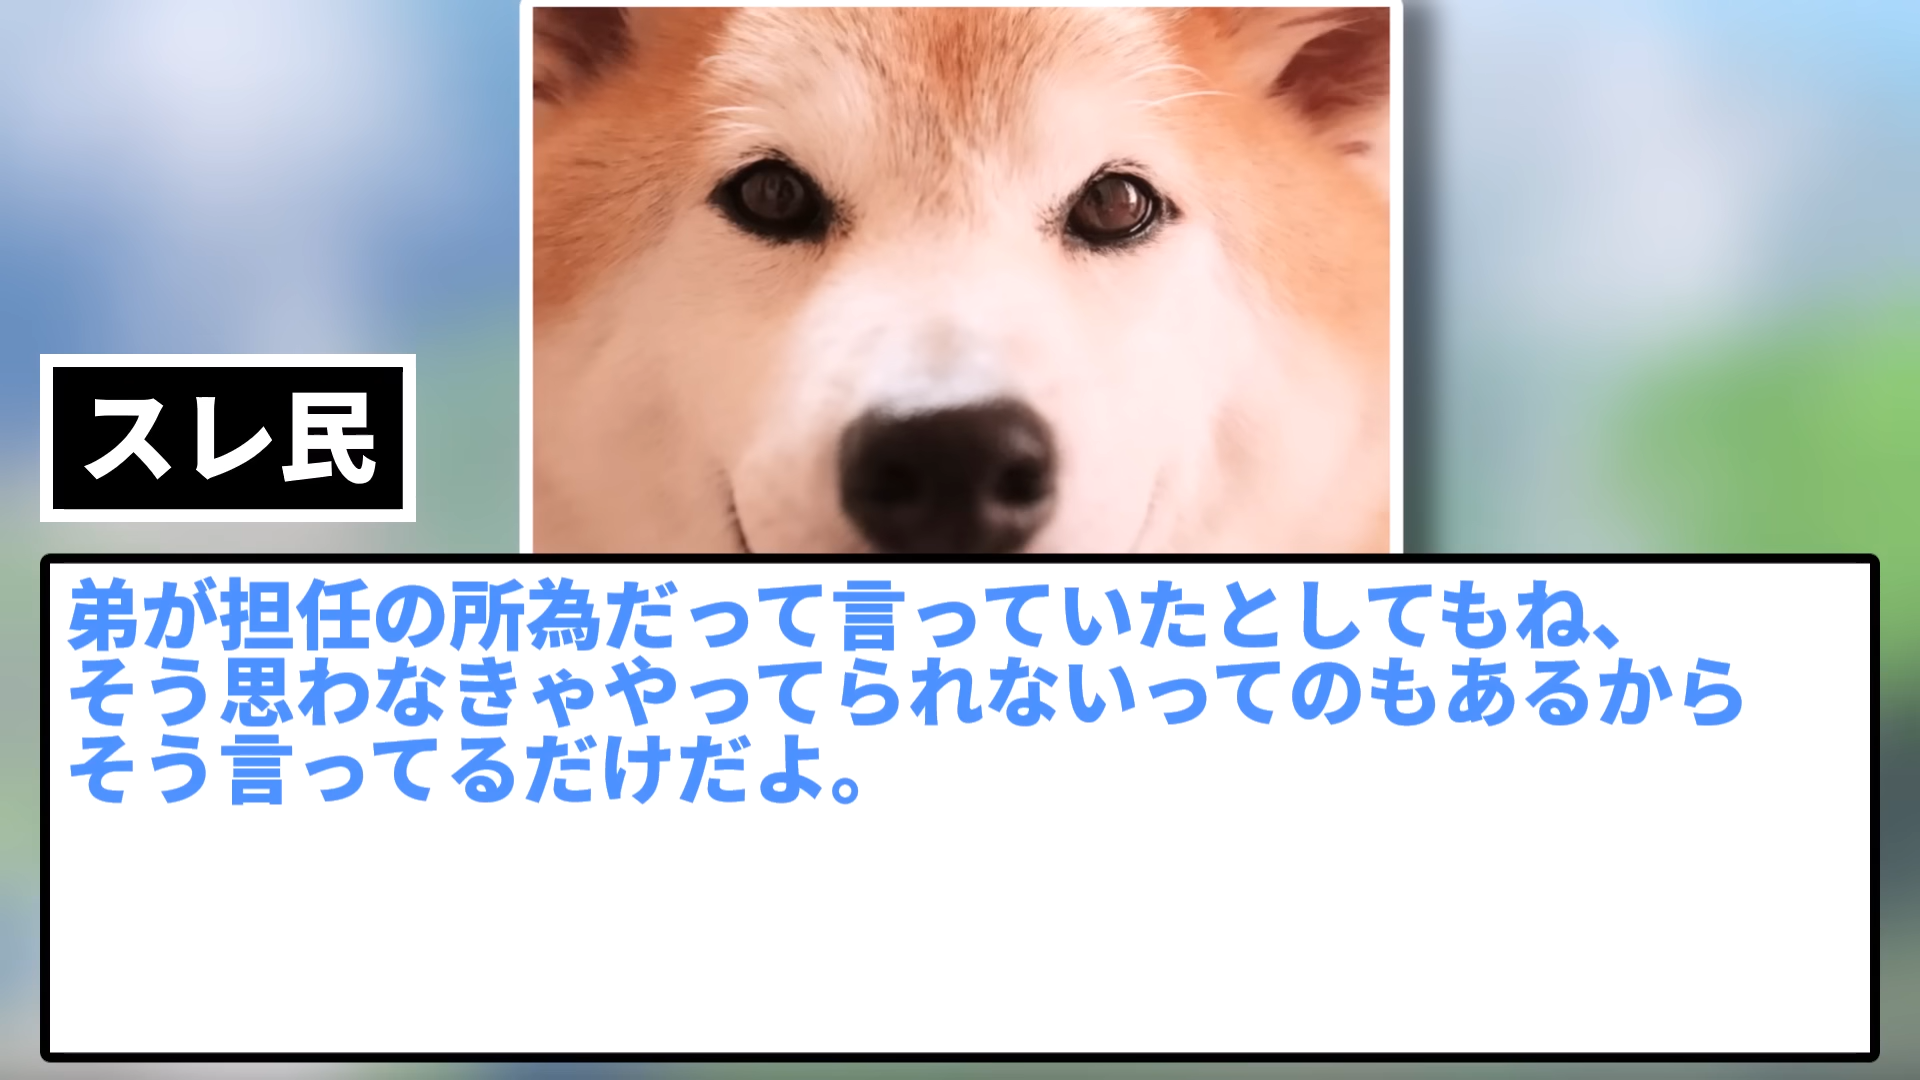 スレ民
弟が担任の所為だって言っていたとしてもね、
そう思わなきゃやってられないってのもあるから
そう言ってるだけだよ。